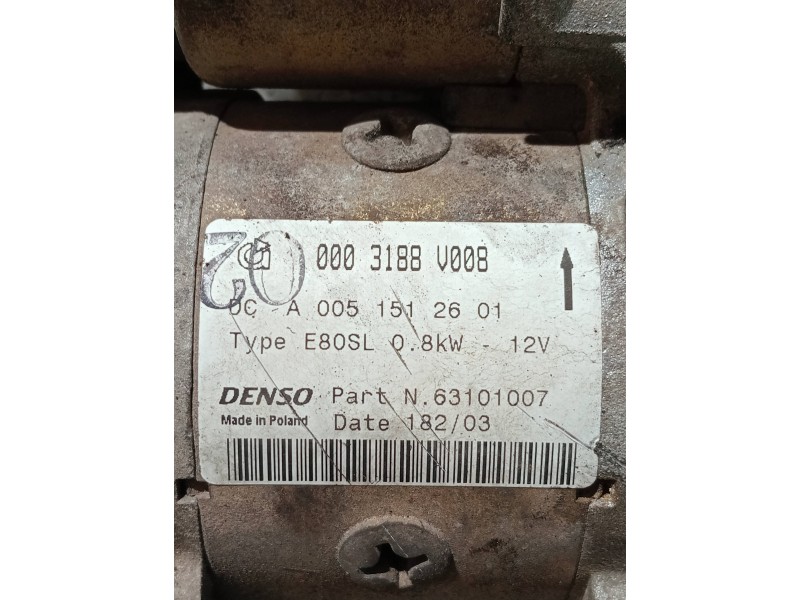 000 3188 V008
02
DC A 005 151 26 01
Type E80SL 0.8kW - 12V
DENSO Part N.63101007
Made in Poland Date 182/03